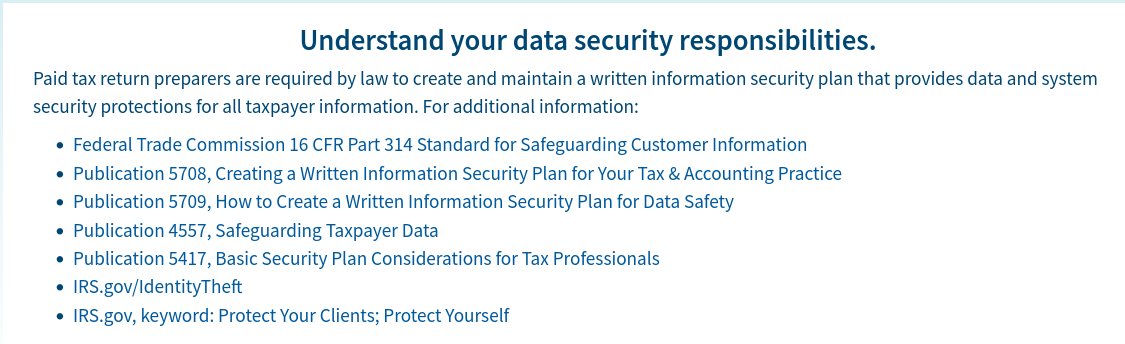 Understand your data security responsibilities.
Paid tax return preparers are required by law to create and maintain a written information security plan that provides data and system
security protections for all taxpayer information. For additional information:
• Federal Trade Commission 16 CFR Part 314 Standard for Safeguarding Customer Information
• Publication 5708, Creating a Written Information Security Plan for Your Tax & Accounting Practice
• Publication 5709, How to Create a Written Information Security Plan for Data Safety
• Publication 4557, Safeguarding Taxpayer Data
• Publication 5417, Basic Security Plan Considerations for Tax Professionals
• IRS.gov/IdentityTheft
• IRS.gov, keyword: Protect Your Clients; Protect Yourself